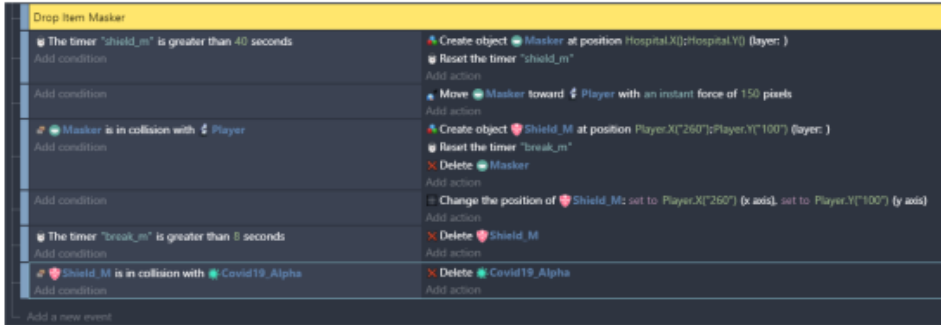 Drop Item Masker
The timer "shield_m" is greater than 40 seconds
Add condition
Create object Masker at position Hospital.X();Hospital.Y() (layer: )
Reset the timer "shield_m"
Add action
Add condition
Move Masker toward Player with an instant force of 150 pixels
Add action
Masker is in collision with Player
Add condition
Create object Shield_M at position Player.X("260");Player.Y("100") (layer: )
Reset the timer "break_m"
Delete Masker
Add action
Add condition
Change the position of Shield_M: set to Player.X("260") (x axis), set to Player.Y("100") (y axis)
Add action
The timer "break_m" is greater than 8 seconds
Add condition
Delete Shield_M
Add action
Shield_M is in collision with Covid19_Alpha
Add condition
Delete Covid19_Alpha
Add action
Add a new event